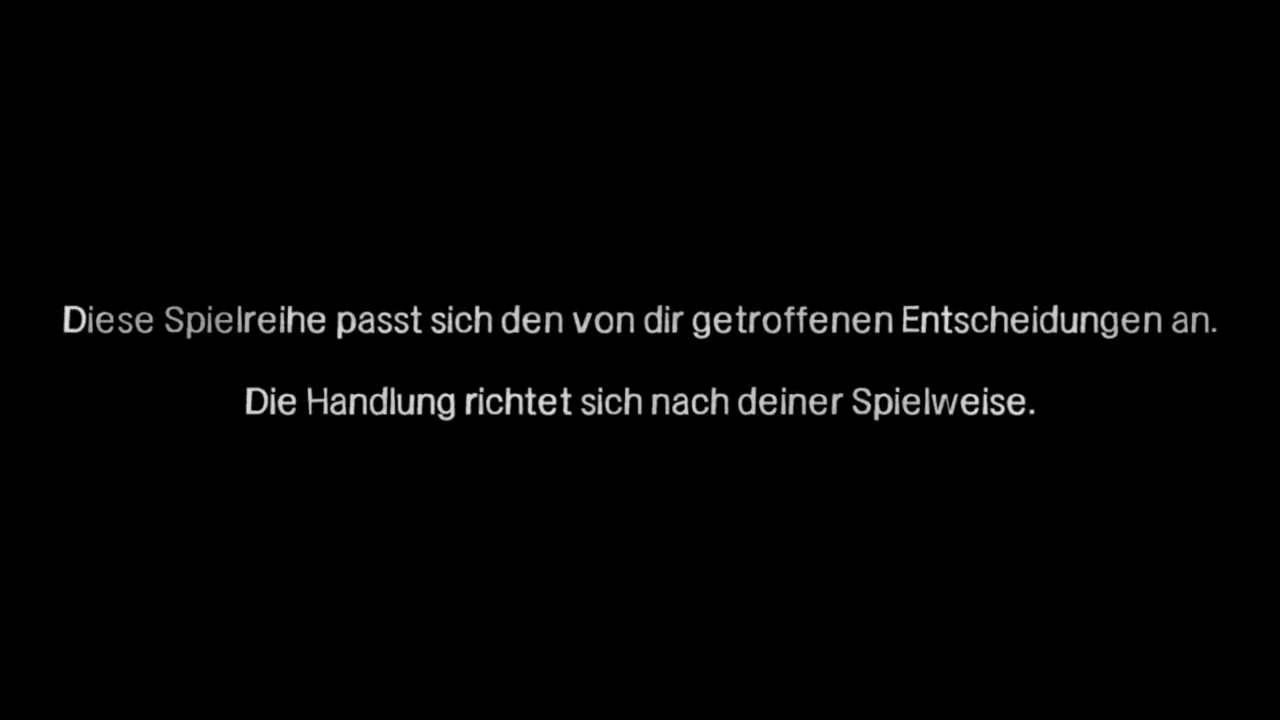 Diese Spielreihe passt sich den von dir getroffenen Entscheidungen an.
Die Handlung richtet sich nach deiner Spielweise.